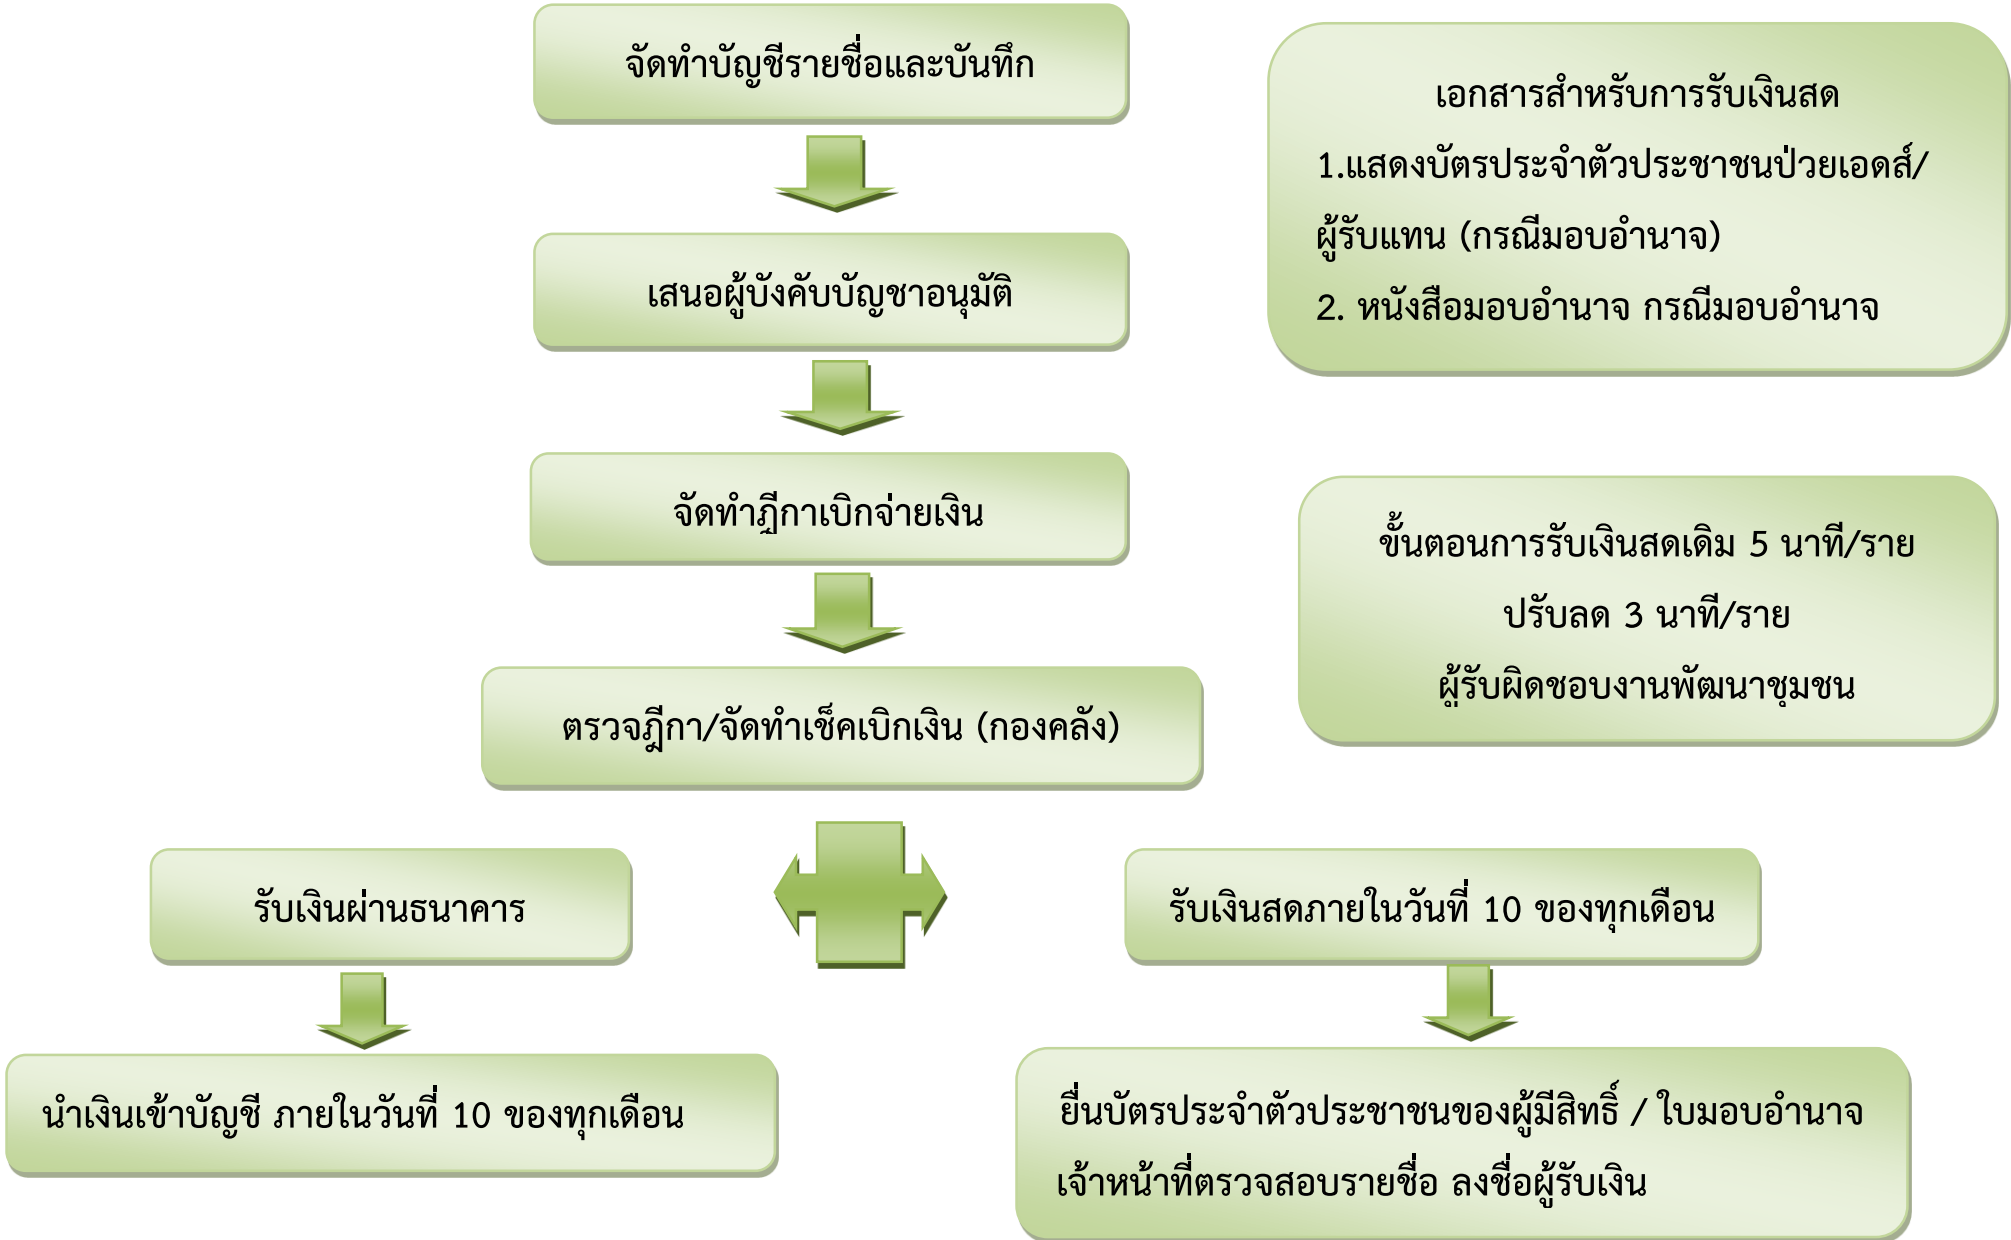 จัดทำบัญชีรายชื่อและบันทึก
เสนอผู้บังคับบัญชาอนุมัติ
จัดทำฎีกาเบิกจ่ายเงิน
ตรวจฎีกา/จัดทำเช็คเบิกเงิน (กองคลัง)
รับเงินผ่านธนาคาร
นำเงินเข้าบัญชี ภายในวันที่ 10 ของทุกเดือน
รับเงินสดภายในวันที่ 10 ของทุกเดือน
ยื่นบัตรประจำตัวประชาชนของผู้มีสิทธิ์ / ใบมอบอำนาจ
เจ้าหน้าที่ตรวจสอบรายชื่อ ลงชื่อผู้รับเงิน
เอกสารสำหรับการรับเงินสด
1.แสดงบัตรประจำตัวประชาชนป่วยเอดส์/
ผู้รับแทน (กรณีมอบอำนาจ)
2. หนังสือมอบอำนาจ กรณีมอบอำนาจ
ขั้นตอนการรับเงินสดเดิม 5 นาที/ราย
ปรับลด 3 นาที/ราย
ผู้รับผิดชอบงานพัฒนาชุมชน